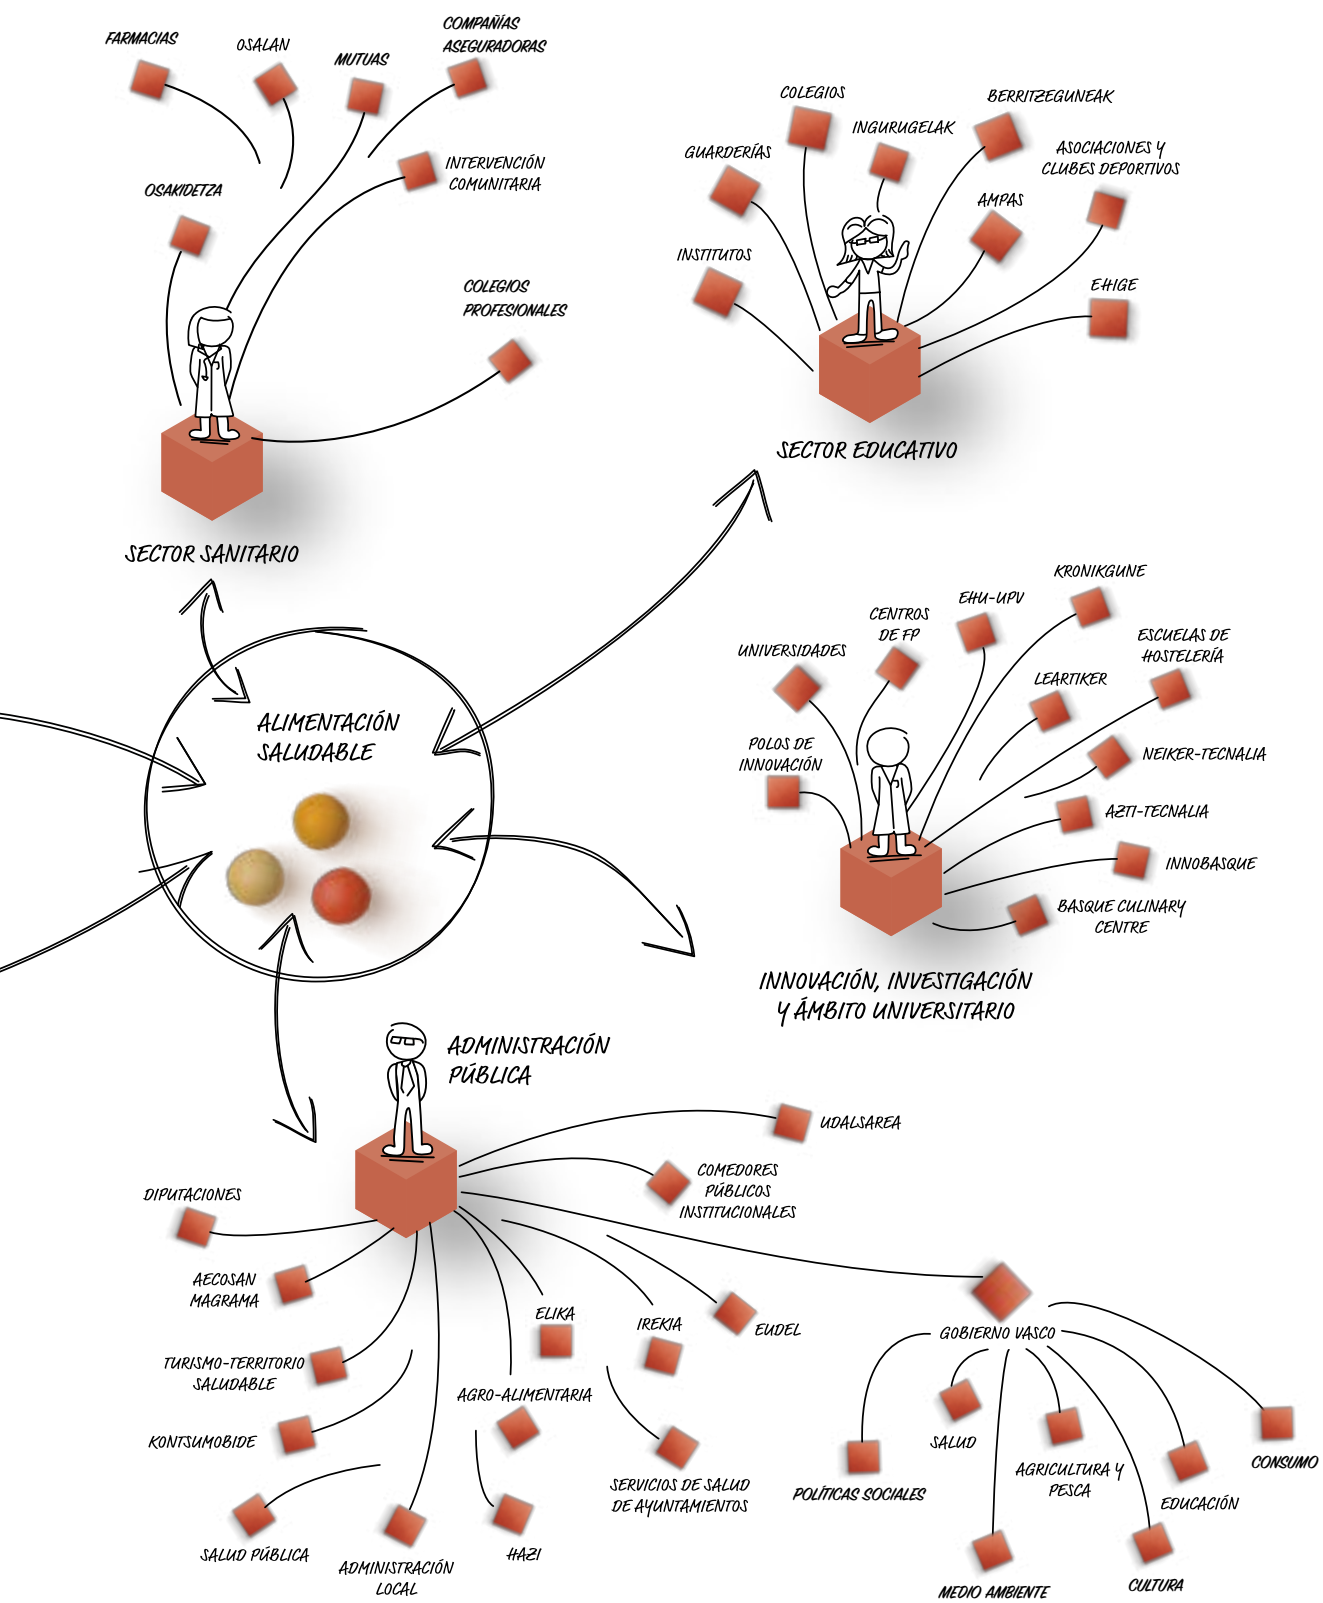 FARMACIAS
OSALAN
MUTUAS
COMPAÑÍAS
ASEGURADORAS
INTERVENCIÓN
COMUNITARIA
OSAKIDETZA
COLEGIOS
PROFESIONALES
SECTOR SANITARIO
COLEGIOS
BERRITZEGUNEAK
INGURUGELAK
GUARDERÍAS
ASOCIACIONES Y
CLUBES DEPORTIVOS
AMPAS
INSTITUTOS
EHIGE
SECTOR EDUCATIVO
ALIMENTACIÓN
SALUDABLE
KRONIKGUNE
EHU-UPV
CENTROS
DE FP
ESCUELAS DE
HOSTELERÍA
UNIVERSIDADES
LEARTIKER
POLOS DE
INNOVACIÓN
NEIKER-TECNALIA
AZTI-TECNALIA
INNOBASQUE
BASQUE CULINARY
CENTRE
INNOVACIÓN, INVESTIGACIÓN
Y ÁMBITO UNIVERSITARIO
ADMINISTRACIÓN
PÚBLICA
UDALSAREA
COMEDORES
PÚBLICOS
INSTITUCIONALES
DIPUTACIONES
AECOSAN
MAGRAMA
ELIKA
IREKIA
EUDEL
GOBIERNO VASCO
TURISMO-TERRITORIO
SALUDABLE
AGRO-ALIMENTARIA
KONTSUMOBIDE
SERVICIOS DE SALUD
DE AYUNTAMIENTOS
SALUD PÚBLICA
ADMINISTRACIÓN
LOCAL
HAZI
POLÍTICAS SOCIALES
SALUD
AGRICULTURA Y
PESCA
EDUCACIÓN
CONSUMO
MEDIO AMBIENTE
CULTURA